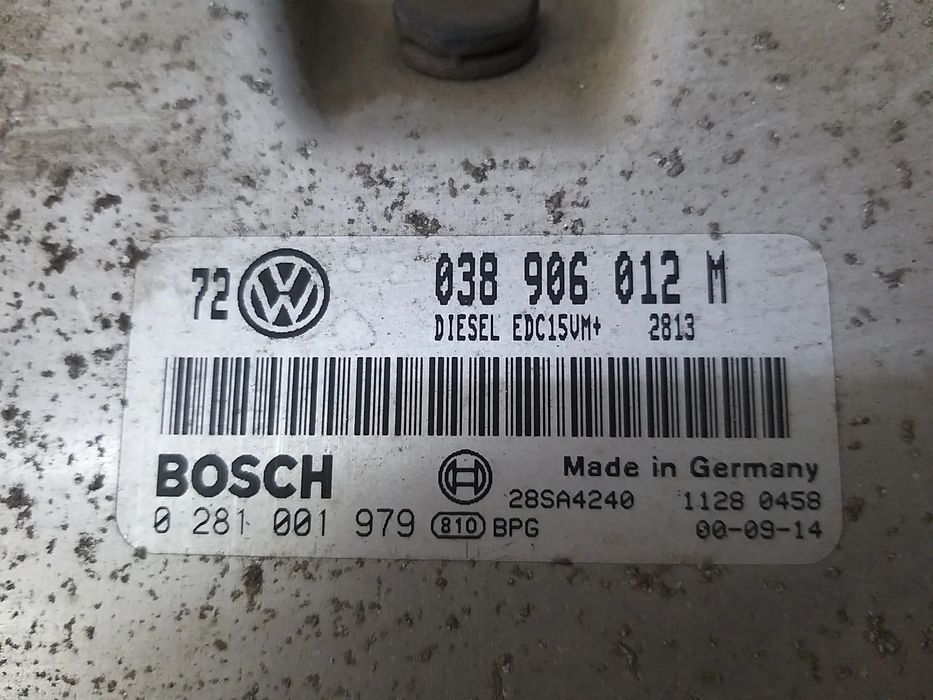 72 VW 038 906 012 M
DIESEL EDC15VM+ 2813
BOSCH Made in Germany
28SA4240 1128 0458
0 281 001 979 810 BPG 00-09-14